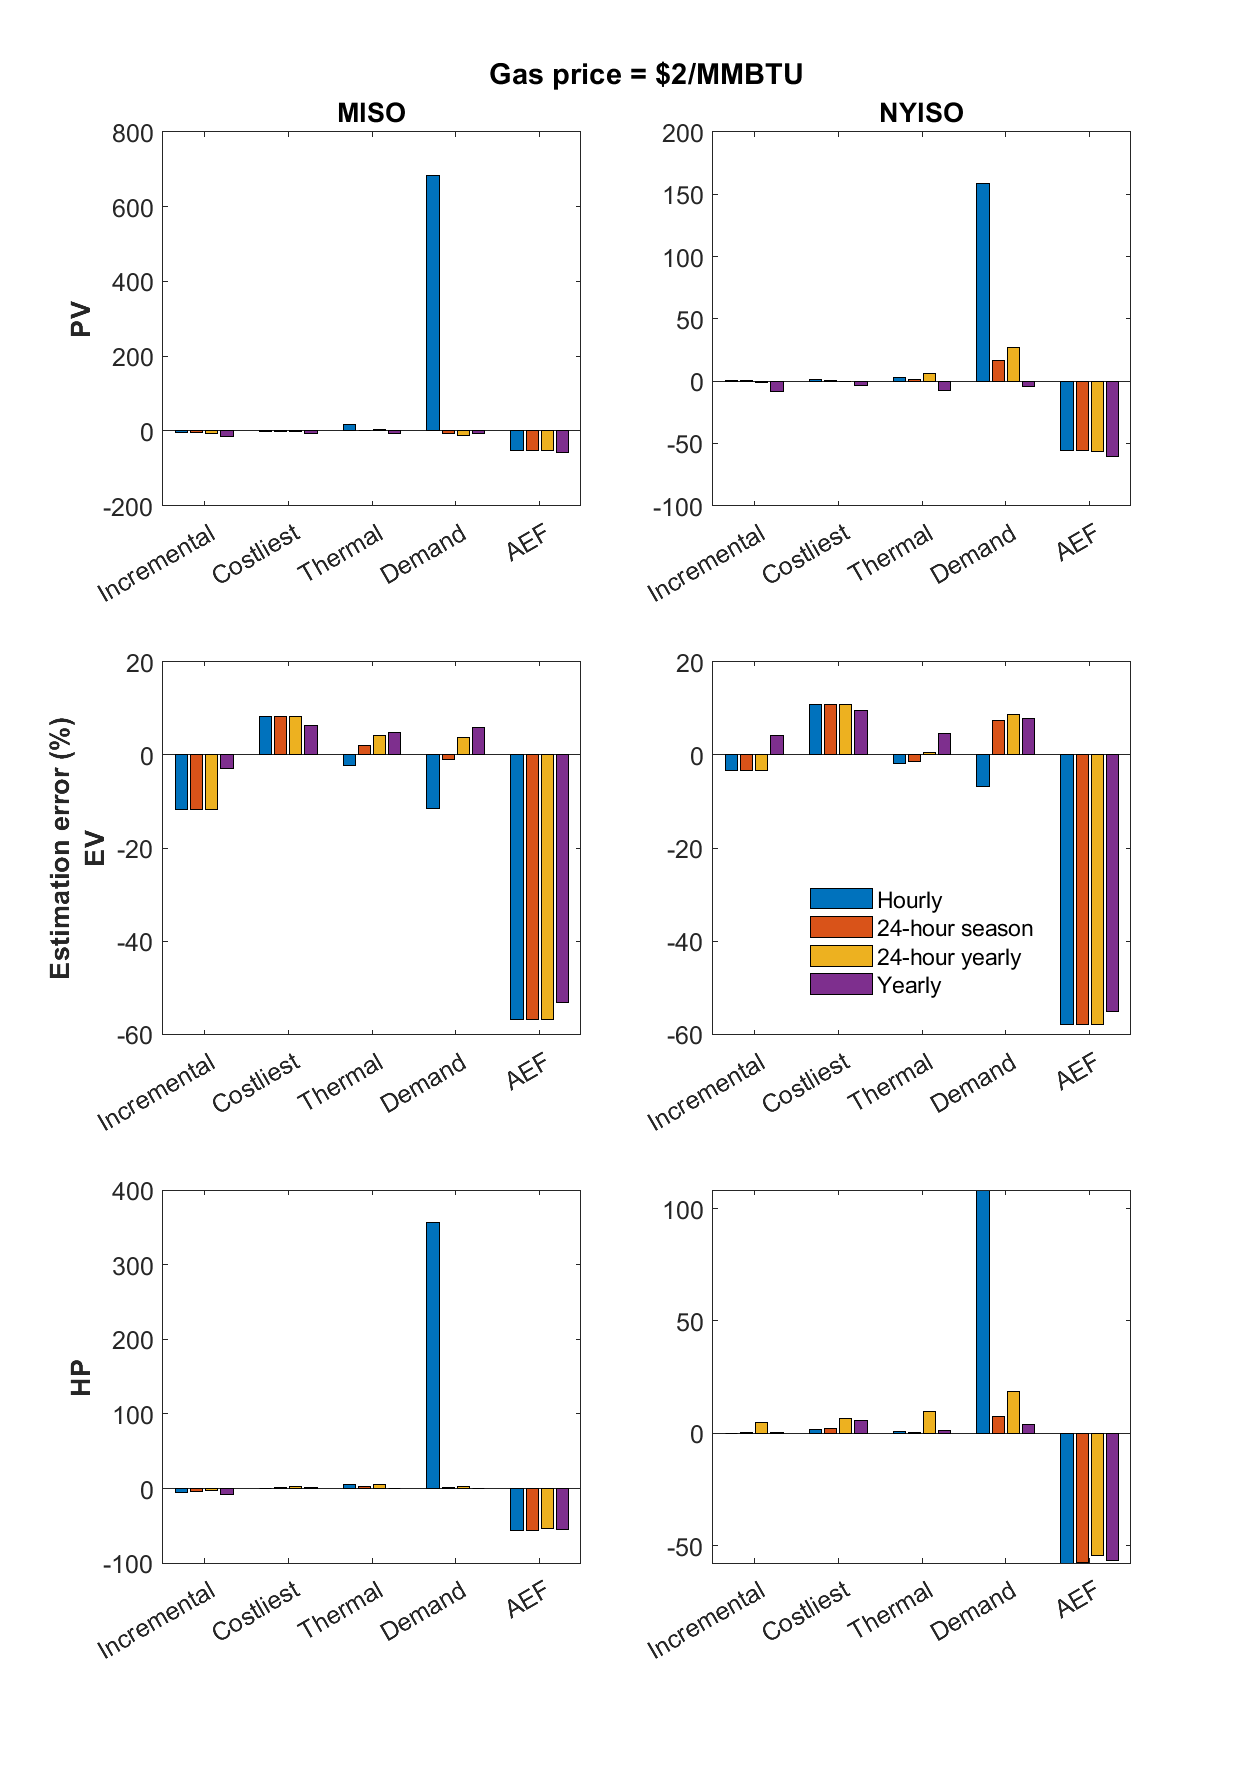 Gas price = $2/MMBTU
MISO
NYISO
PV
800
600
400
200
0
-200
Incremental
Costliest
Thermal
Demand
AEF
200
150
100
50
0
-50
-100
Incremental
Costliest
Thermal
Demand
AEF
Estimation error (%)
EV
20
0
-20
-40
-60
Incremental
Costliest
Thermal
Demand
AEF
20
0
-20
-40
-60
Hourly
24-hour season
24-hour yearly
Yearly
Incremental
Costliest
Thermal
Demand
AEF
HP
400
300
200
100
0
-100
Incremental
Costliest
Thermal
Demand
AEF
100
50
0
-50
Incremental
Costliest
Thermal
Demand
AEF